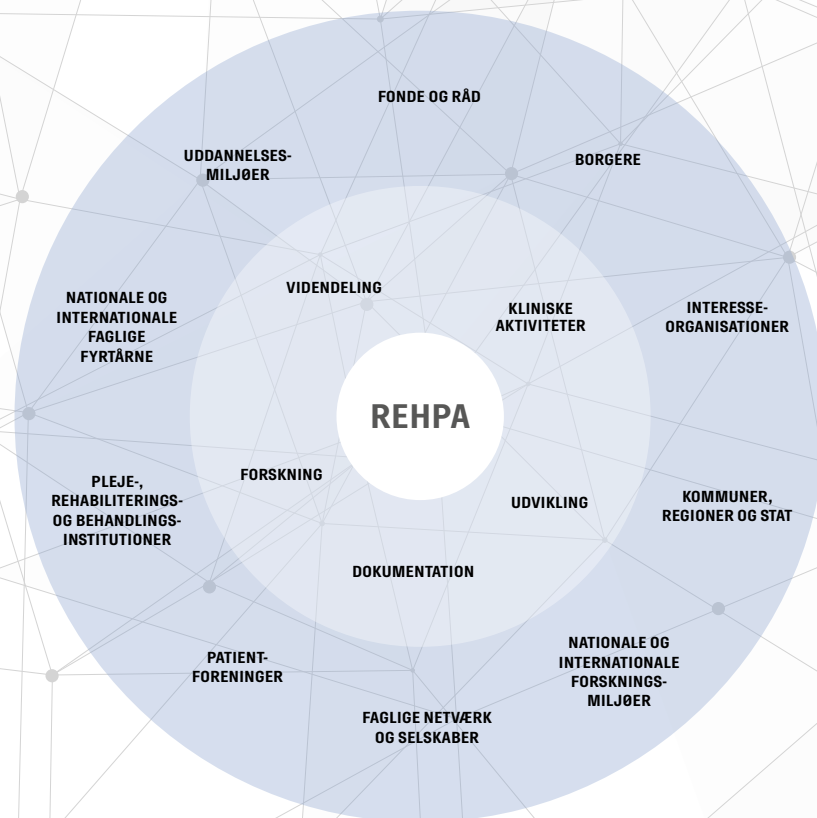 FONDE OG RÅD
UDDANNELSES-
MILJØER
BORGERE
VIDENDELING
NATIONALE OG
INTERNATIONALE
FAGLIGE
FYRTÅRNE
KLINISKE
AKTIVITETER
INTERESSE-
ORGANISATIONER
REHPA
FORSKNING
PLEJE-,
REHABILITERINGS-
OG BEHANDLINGS-
INSTITUTIONER
UDVIKLING
KOMMUNER,
REGIONER OG STAT
DOKUMENTATION
PATIENT-
FORENINGER
NATIONALE OG
INTERNATIONALE
FORSKNINGS-
MILJØER
FAGLIGE NETVÆRK
OG SELSKABER